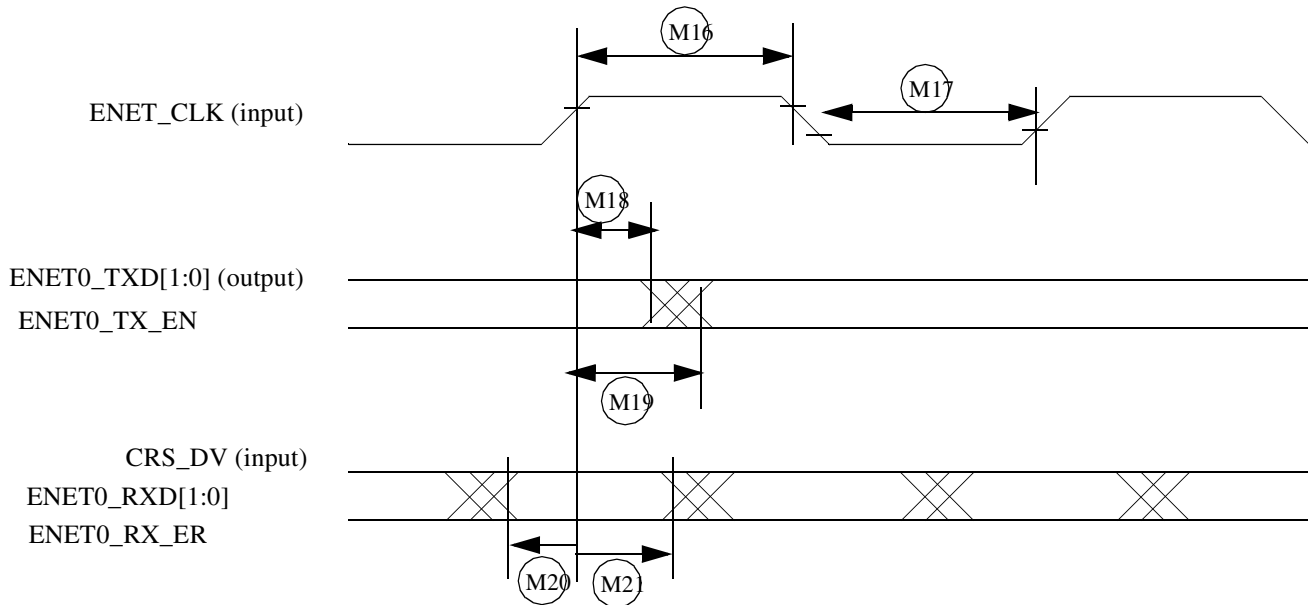 M16
ENET_CLK (input)
M17
M18
ENET0_TXD[1:0] (output)
ENET0_TX_EN
M19
CRS_DV (input)
ENET0_RXD[1:0]
ENET0_RX_ER
M20
M21